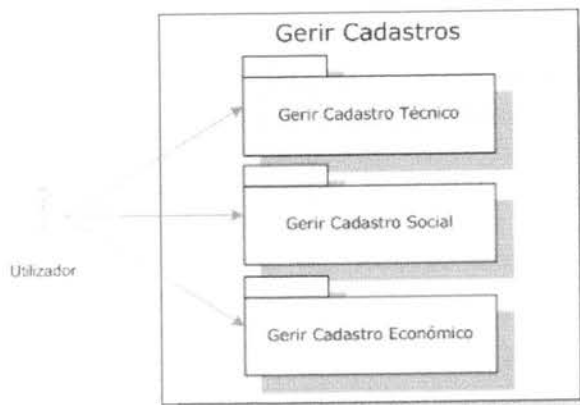 Gerir Cadastros
Gerir Cadastro Técnico
Gerir Cadastro Social
Utilizador
Gerir Cadastro Económico